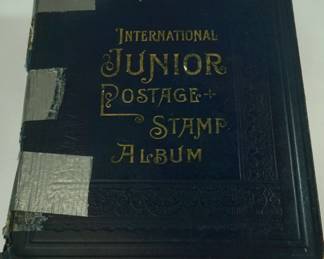 INTERNATIONAL
JUNIOR
POSTAGE
STAMP
ALBUM